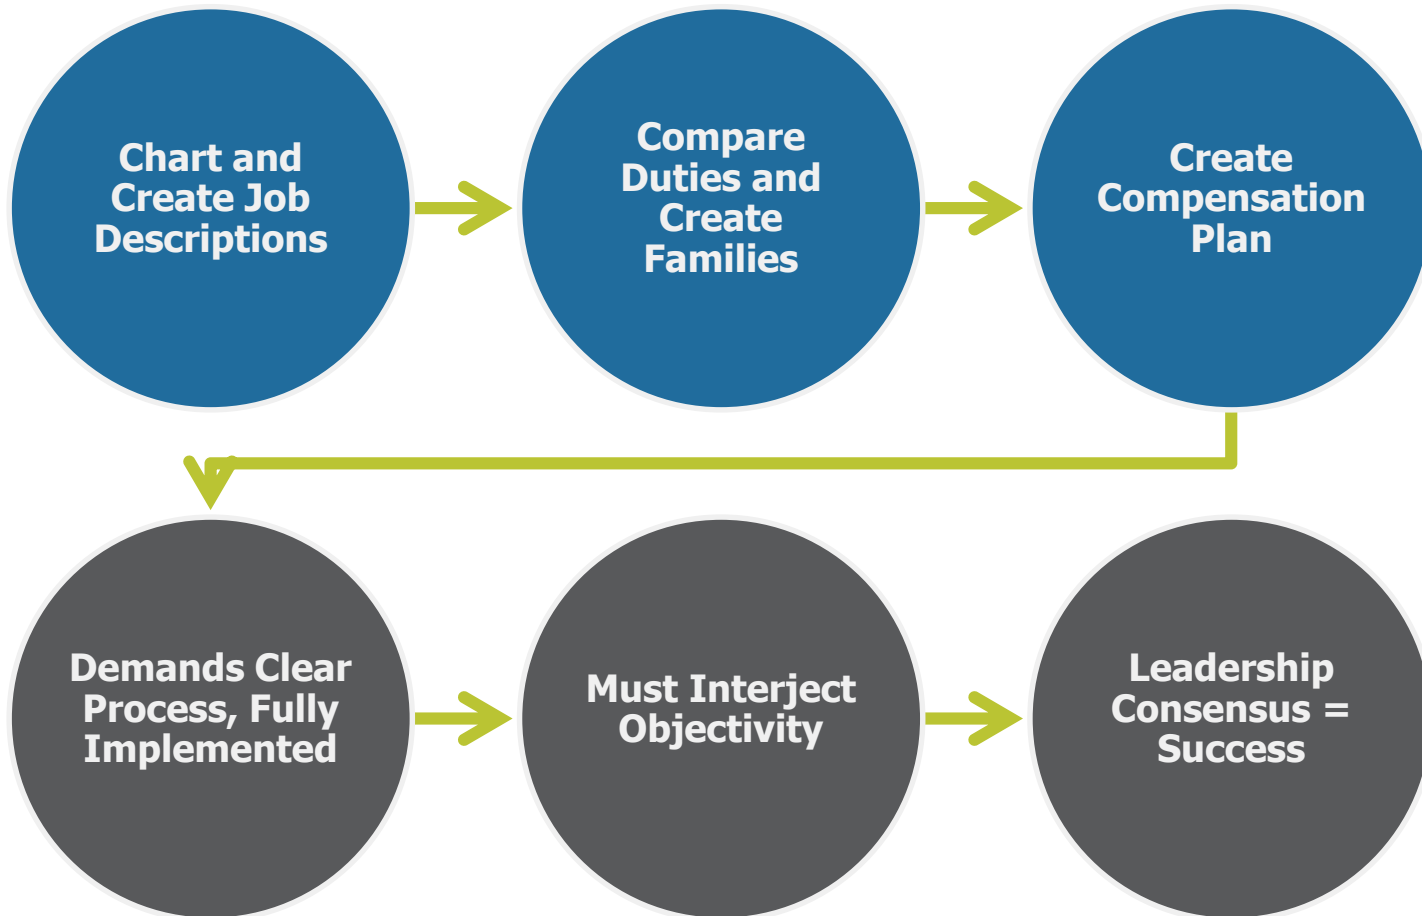 Chart and
Create Job
Descriptions
Compare
Duties and
Create
Families
Create
Compensation
Plan
Demands Clear
Process, Fully
Implemented
Must Interject
Objectivity
Leadership
Consensus =
Success